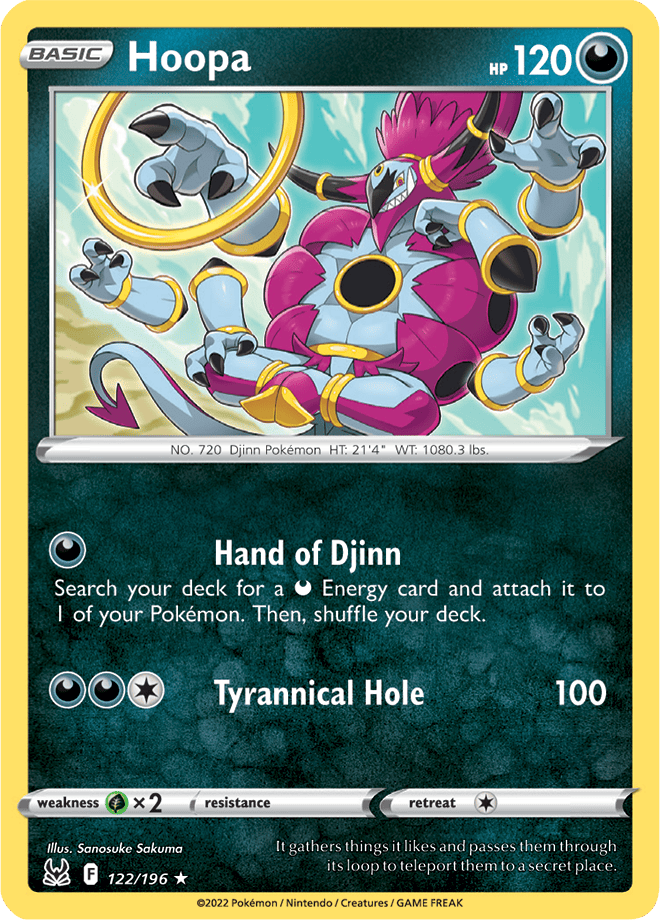 BASIC Hoopa HP 120
NO. 720 Djinn Pokémon HT: 21'4" WT: 1080.3 lbs.
Hand of Djinn
Search your deck for a Energy card and attach it to
1 of your Pokémon. Then, shuffle your deck.
Tyrannical Hole 100
weakness ×2 resistance retreat
Illus. Sanosuke Sakuma
It gathers things it likes and passes them through
its loop to teleport them to a secret place.
F 122/196 ★
©2022 Pokémon / Nintendo / Creatures / GAME FREAK